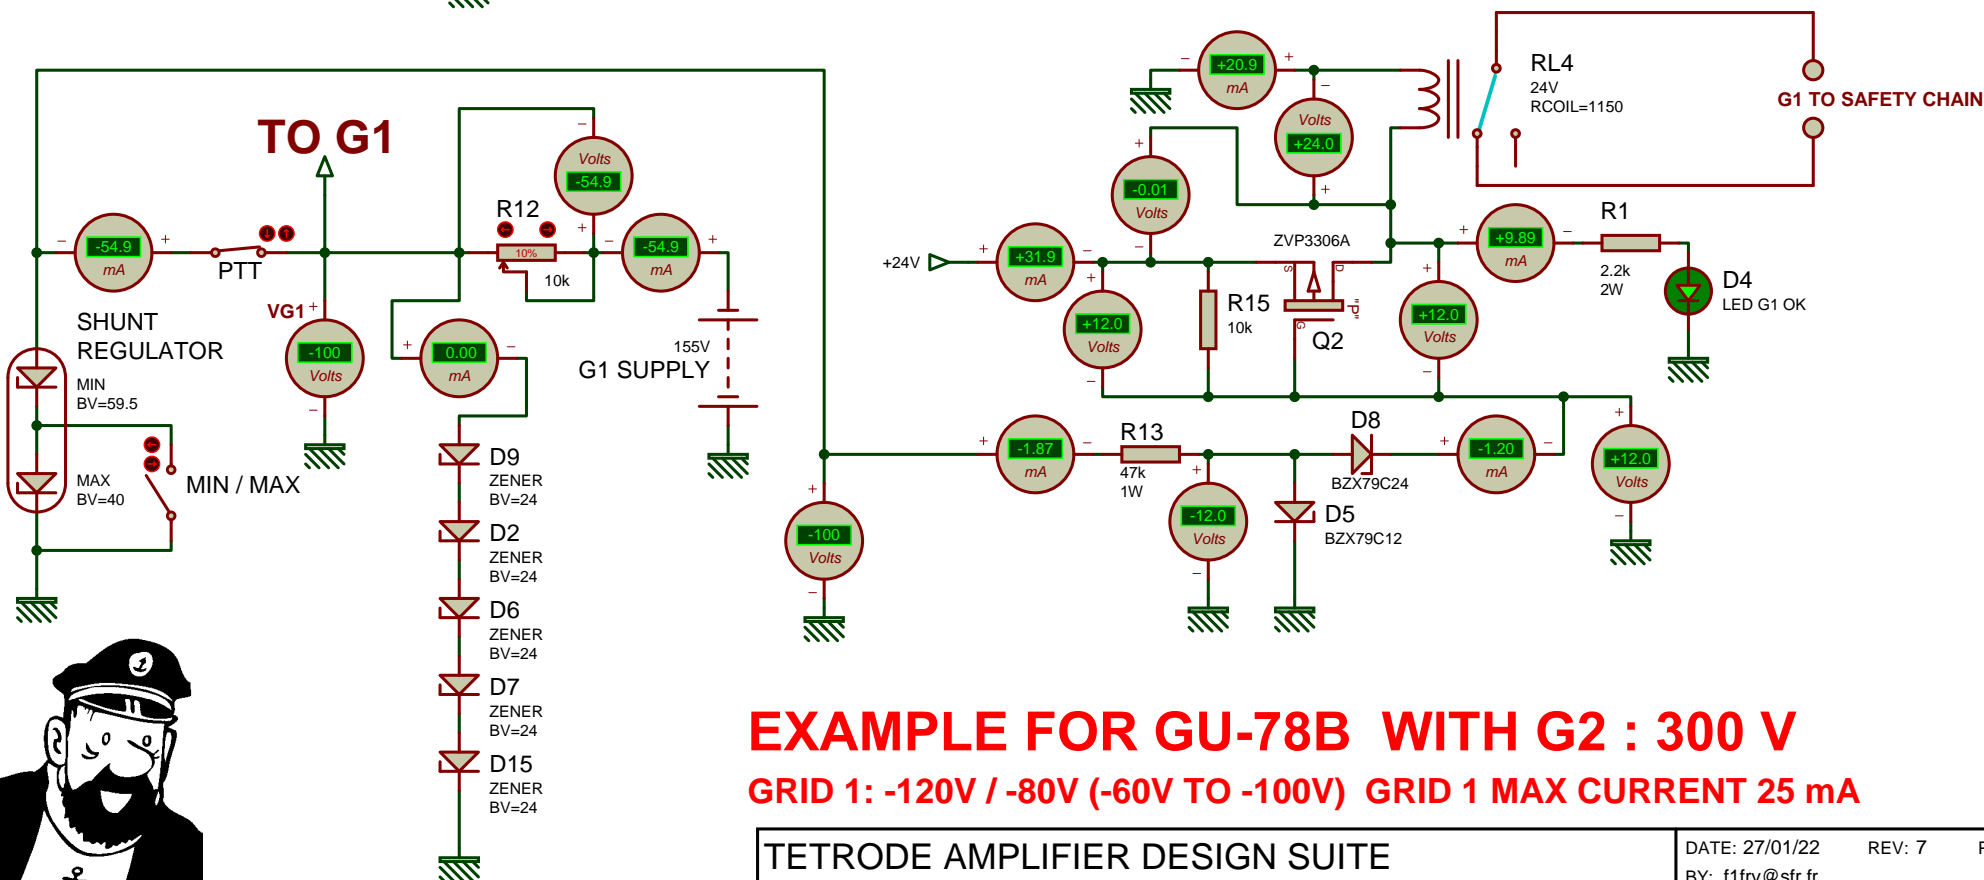 TO G1
Volts
-54.9
R12
10%
10k
-54.9
mA
PTT
-54.9
mA
VG1
-100
Volts
0.00
mA
155V
G1 SUPPLY
SHUNT
REGULATOR
MIN
BV=59.5
MAX
BV=40
MIN / MAX
D9
ZENER
BV=24
D2
ZENER
BV=24
D6
ZENER
BV=24
D7
ZENER
BV=24
D15
ZENER
BV=24
-100
Volts
+20.9
mA
Volts
+24.0
RL4
24V
RCOIL=1150
G1 TO SAFETY CHAIN
-0.01
Volts
+24V
+31.9
mA
ZVP3306A
S
D
G
"P"
Q2
R15
10k
+12.0
Volts
+12.0
Volts
+9.89
mA
R1
2.2k
2W
D4
LED G1 OK
-1.87
mA
R13
47k
1W
-12.0
Volts
D8
BZX79C24
D5
BZX79C12
-1.20
mA
+12.0
Volts
EXAMPLE FOR GU-78B WITH G2 : 300 V
GRID 1: -120V / -80V (-60V TO -100V) GRID 1 MAX CURRENT 25 mA
TETRODE AMPLIFIER DESIGN SUITE
DATE: 27/01/22 REV: 7
BY: f1frv@sfr.fr